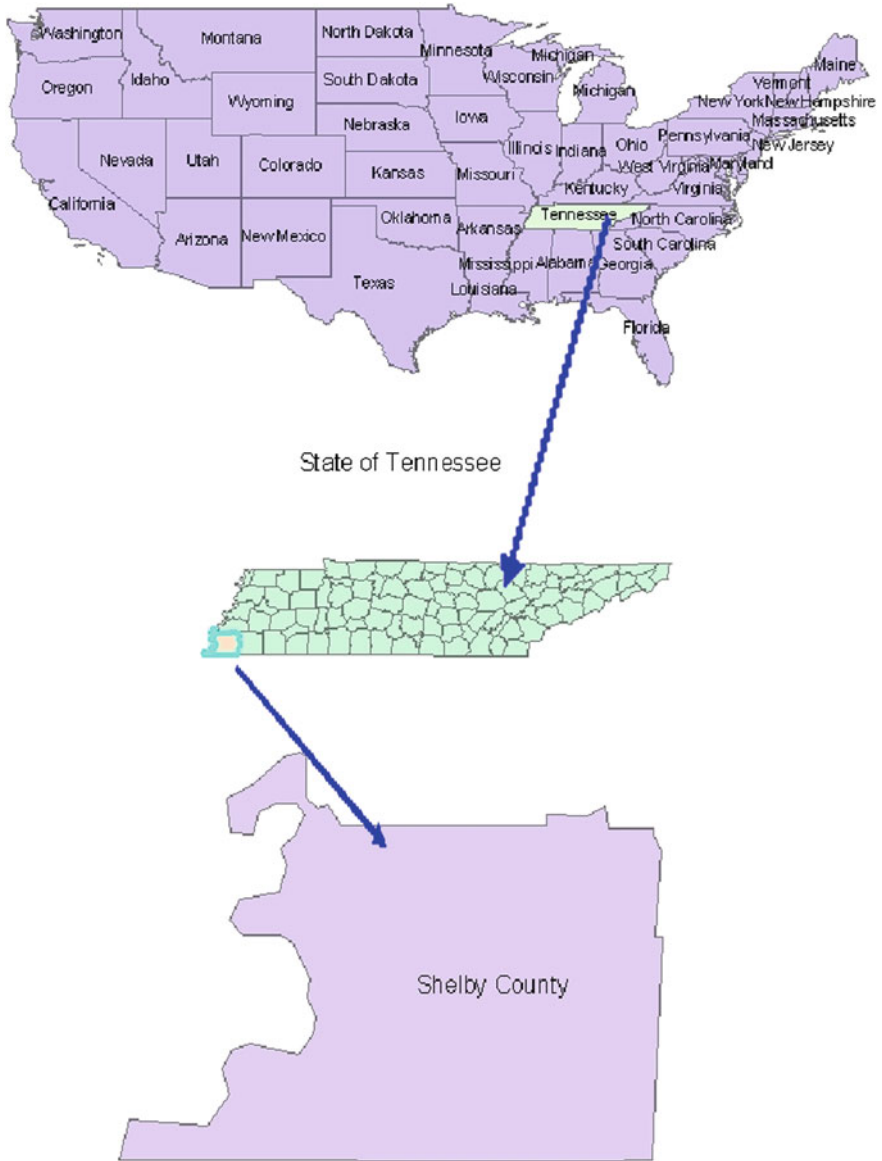 Washington
Montana
North Dakota
Minnesota
Michigan
Maine
Oregon
Idaho
Wisconsin
South Dakota
Michigan
Vermont
Wyoming
New York
New Hampshire
Massachusetts
Iowa
Nebraska
Pennsylvania
New Jersey
Illinois
Indiana
Ohio
Nevada
Utah
Colorado
Kansas
Missouri
West Virginia
Maryland
Virginia
Kentucky
California
Oklahoma
Arkansas
Tennessee
North Carolina
Arizona
New Mexico
South Carolina
Mississippi
Alabama
Georgia
Texas
Louisiana
Florida
State of Tennessee
Shelby County